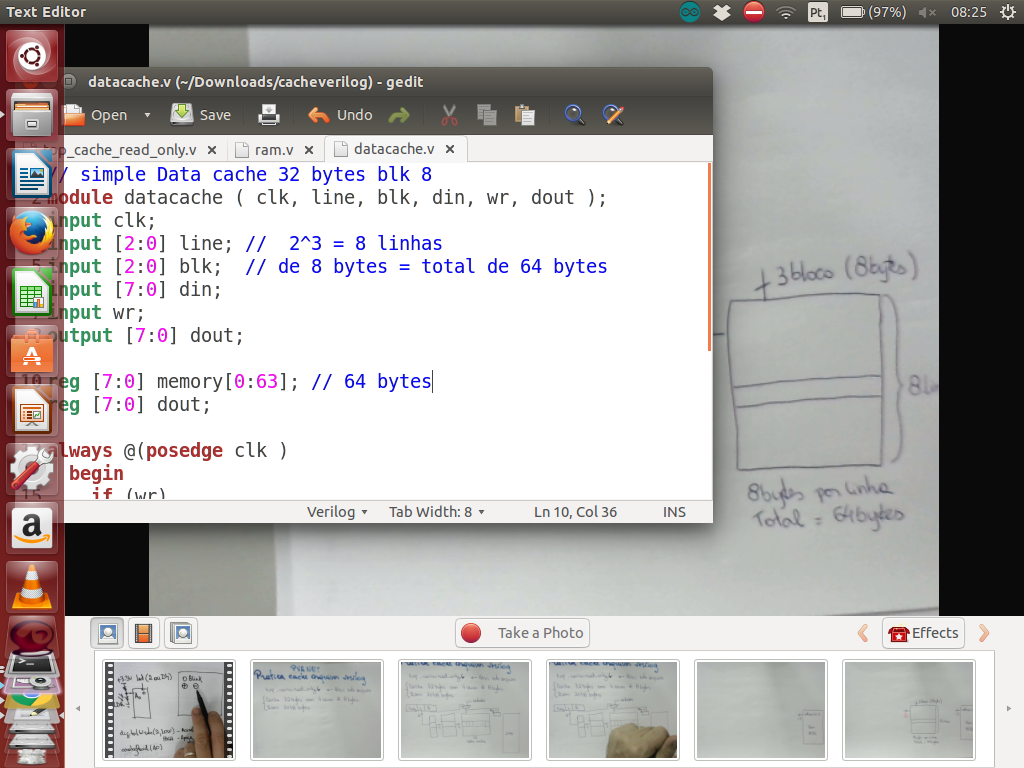 Text Editor
Pt₁ (97%) 08:25
datacache.v (~/Downloads/cacheverilog) - gedit
Open Save Undo
top_cache_read_only.v ram.v datacache.v
// simple Data cache 32 bytes blk 8
module datacache ( clk, line, blk, din, wr, dout );
input clk;
input [2:0] line; // 2^3 = 8 linhas
input [2:0] blk; // de 8 bytes = total de 64 bytes
input [7:0] din;
input wr;
output [7:0] dout;
10 reg [7:0] memory[0:63]; // 64 bytes
reg [7:0] dout;
always @(posedge clk )
begin
if (wr)
Verilog Tab Width: 8 Ln 10, Col 36 INS
3 bloco (8bytes)
8bytes por linha
Total = 64bytes
Take a Photo
Effects